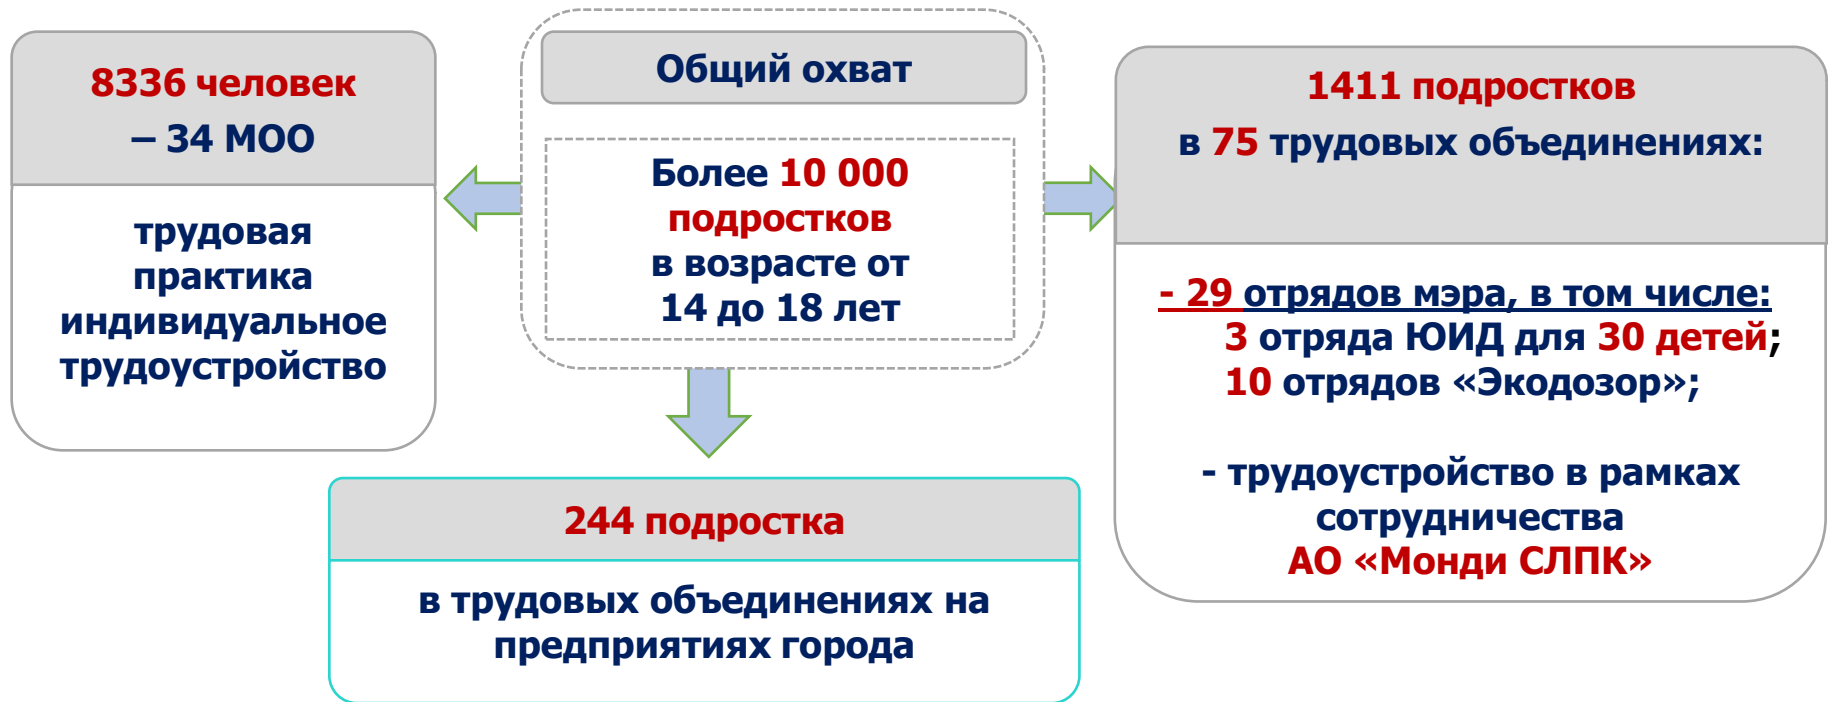 8336 человек
– 34 МОО
трудовая
практика
индивидуальное
трудоустройство
Общий охват
Более 10 000
подростков
в возрасте от
14 до 18 лет
244 подростка
в трудовых объединениях на
предприятиях города
1411 подростков
в 75 трудовых объединениях:
- 29 отрядов мэра, в том числе:
3 отряда ЮИД для 30 детей;
10 отрядов «Экодозор»;
- трудоустройство в рамках
сотрудничества
АО «Монди СЛПК»